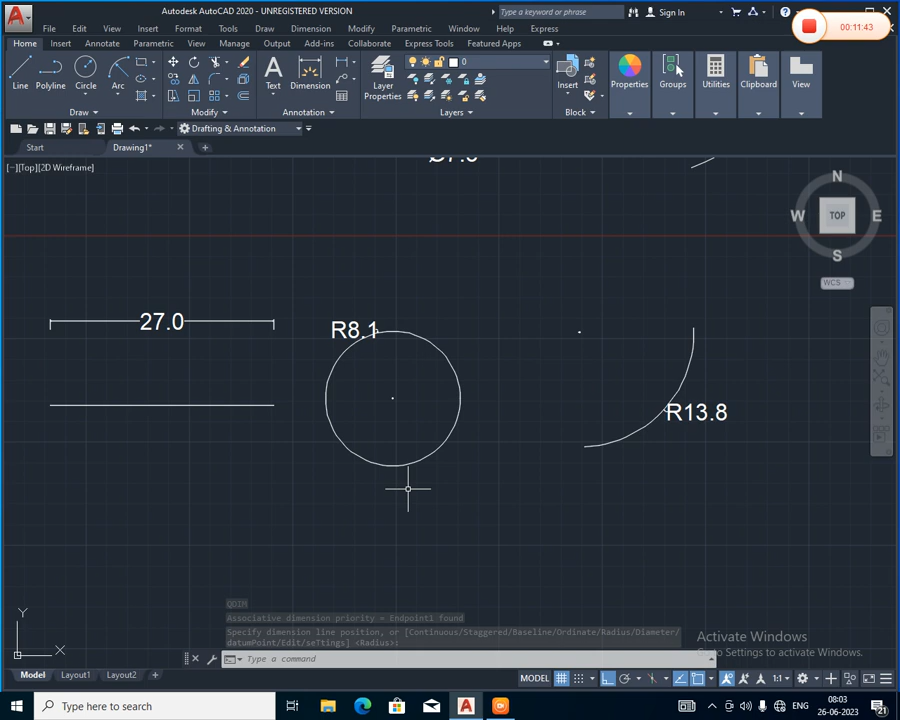 Autodesk AutoCAD 2020 - UNREGISTERED VERSION
Type a keyword or phrase
Sign In
00:11:43
File Edit View Insert Format Tools Draw Dimension Modify Parametric Window Help Express
Home Insert Annotate Parametric View Manage Output Add-ins Collaborate Express Tools Featured Apps
Line Polyline Circle Arc
Text Dimension
Layer Properties
0
Insert
Properties Groups Utilities Clipboard View
Draw Modify Annotation Layers Block
Drafting & Annotation
Start Drawing1*
[−][Top][2D Wireframe]
N
W TOP E
S
WCS
27.0
R8.1
R13.8
Y
X
QDIM
Associative dimension priority = Endpoint1 found
Specify dimension line position, or [Continuous/Staggered/Baseline/Ordinate/Radius/Diameter/
datumPoint/Edit/seTtings] <Radius>:
Type a command
Activate Windows
Go to Settings to activate Windows.
Model Layout1 Layout2
MODEL 1:1
Type here to search
ENG
08:03
26-06-2023
21